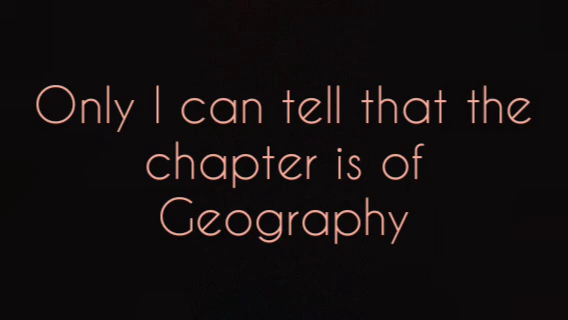 Only I can tell that the
chapter is of
Geography